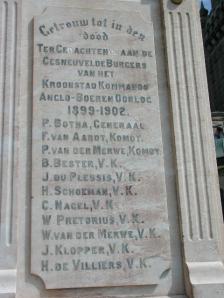 Getrouw tot in den
dood
Ter Gedachten aan de
Gesneuvelde Burgers
van het
Kroonstad Kommando
Anglo-Boeren Oorlog
1899-1902.
P. Botha, Generaal
F. van Aardt, Komdt.
P. van der Merwe, Komdt.
B. Bester, V.K.
J. du Plessis, V.K.
H. Schoeman, V.K.
C. Nagel, V.K.
W. Pretorius, V.K.
W. van der Merwe, V.K.
J. Klopper, V.K.
H. de Villiers, V.K.